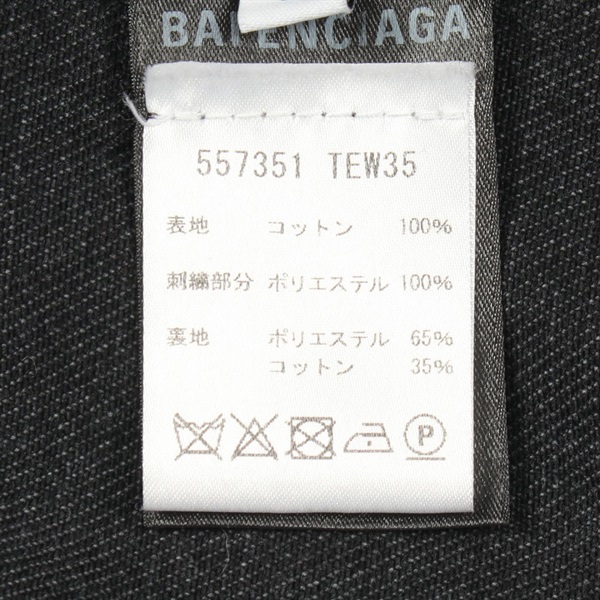 BALENCIAGA
557351 TEW35
表地 コットン 100%
刺繍部分 ポリエステル 100%
裏地 ポリエステル 65%
コットン 35%
P